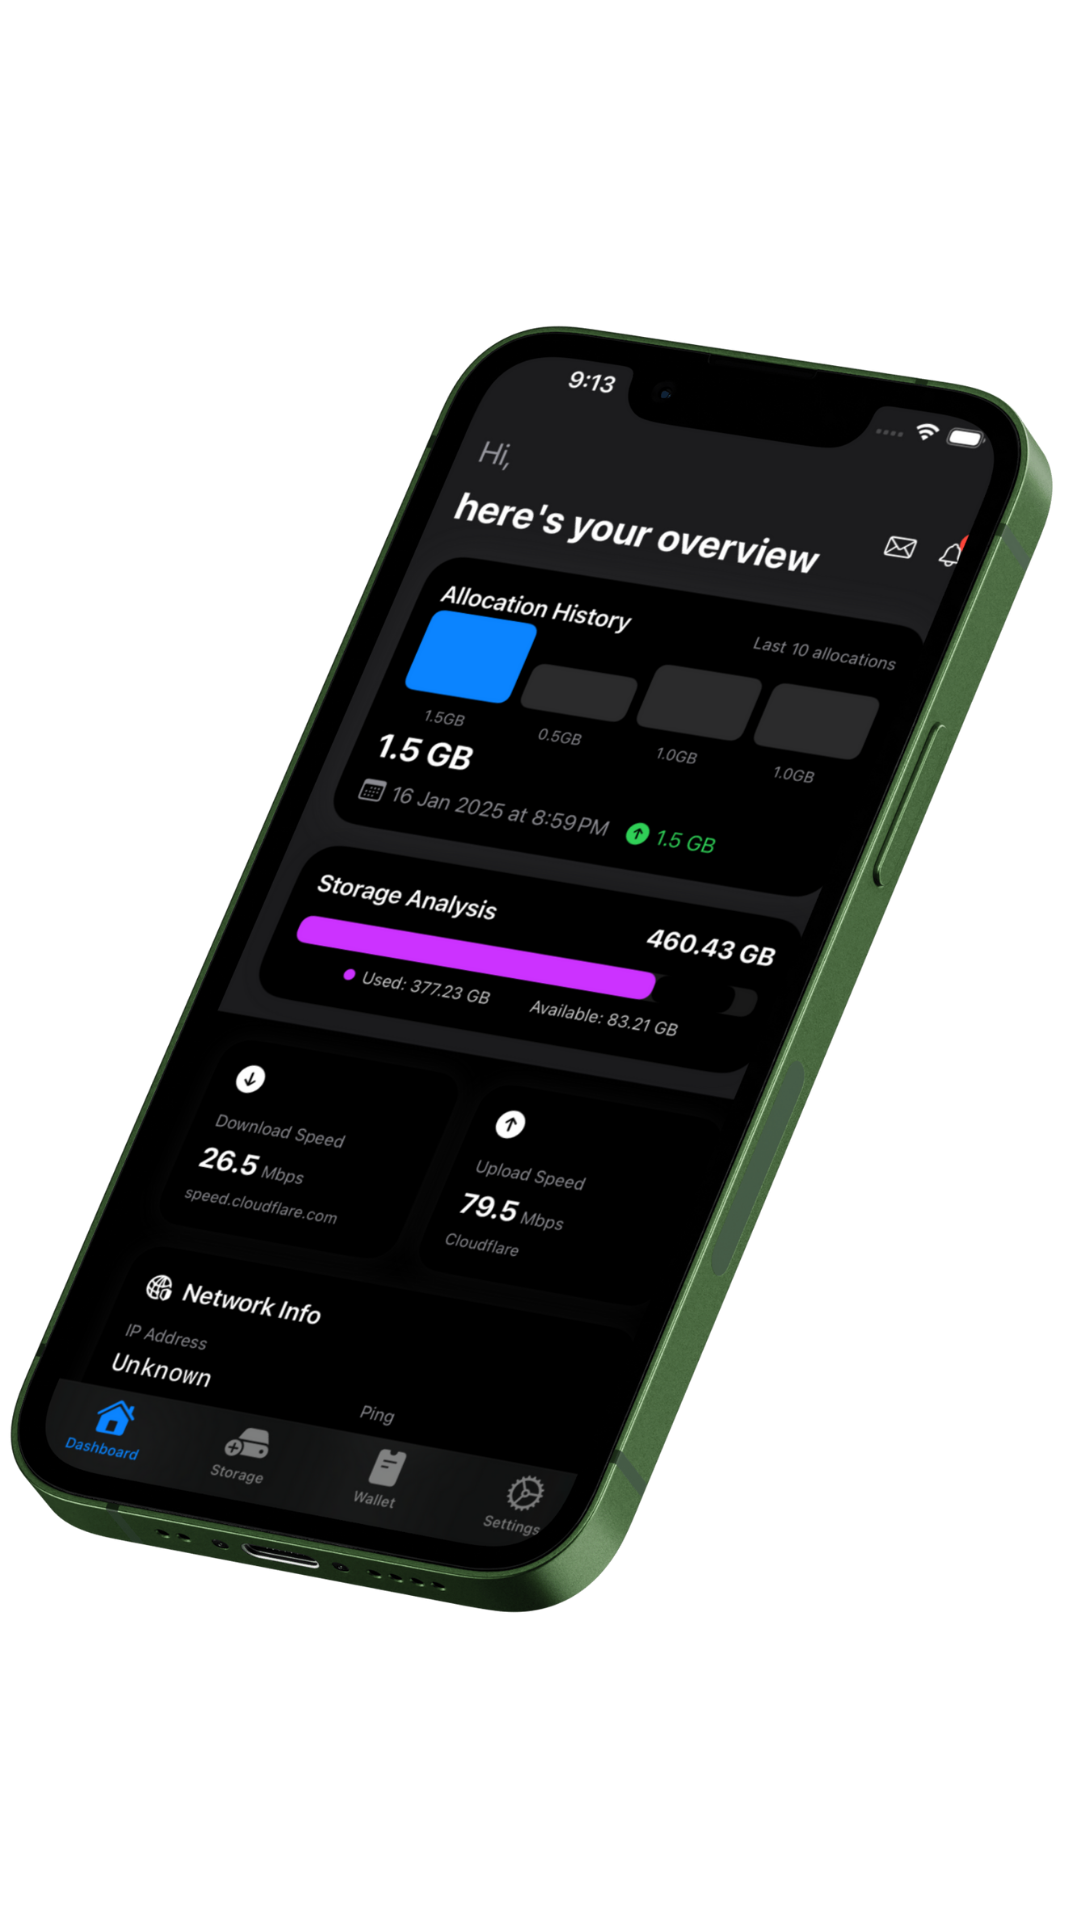 9:13
Hi,
here's your overview
Allocation History
Last 10 allocations
1.5GB
0.5GB
1.0GB
1.0GB
1.5 GB
16 Jan 2025 at 8:59 PM
1.5 GB
Storage Analysis
460.43 GB
Used: 377.23 GB
Available: 83.21 GB
Download Speed
26.5 Mbps
speed.cloudflare.com
Upload Speed
79.5 Mbps
Cloudflare
Network Info
IP Address
Unknown
Ping
Dashboard
Storage
Wallet
Settings